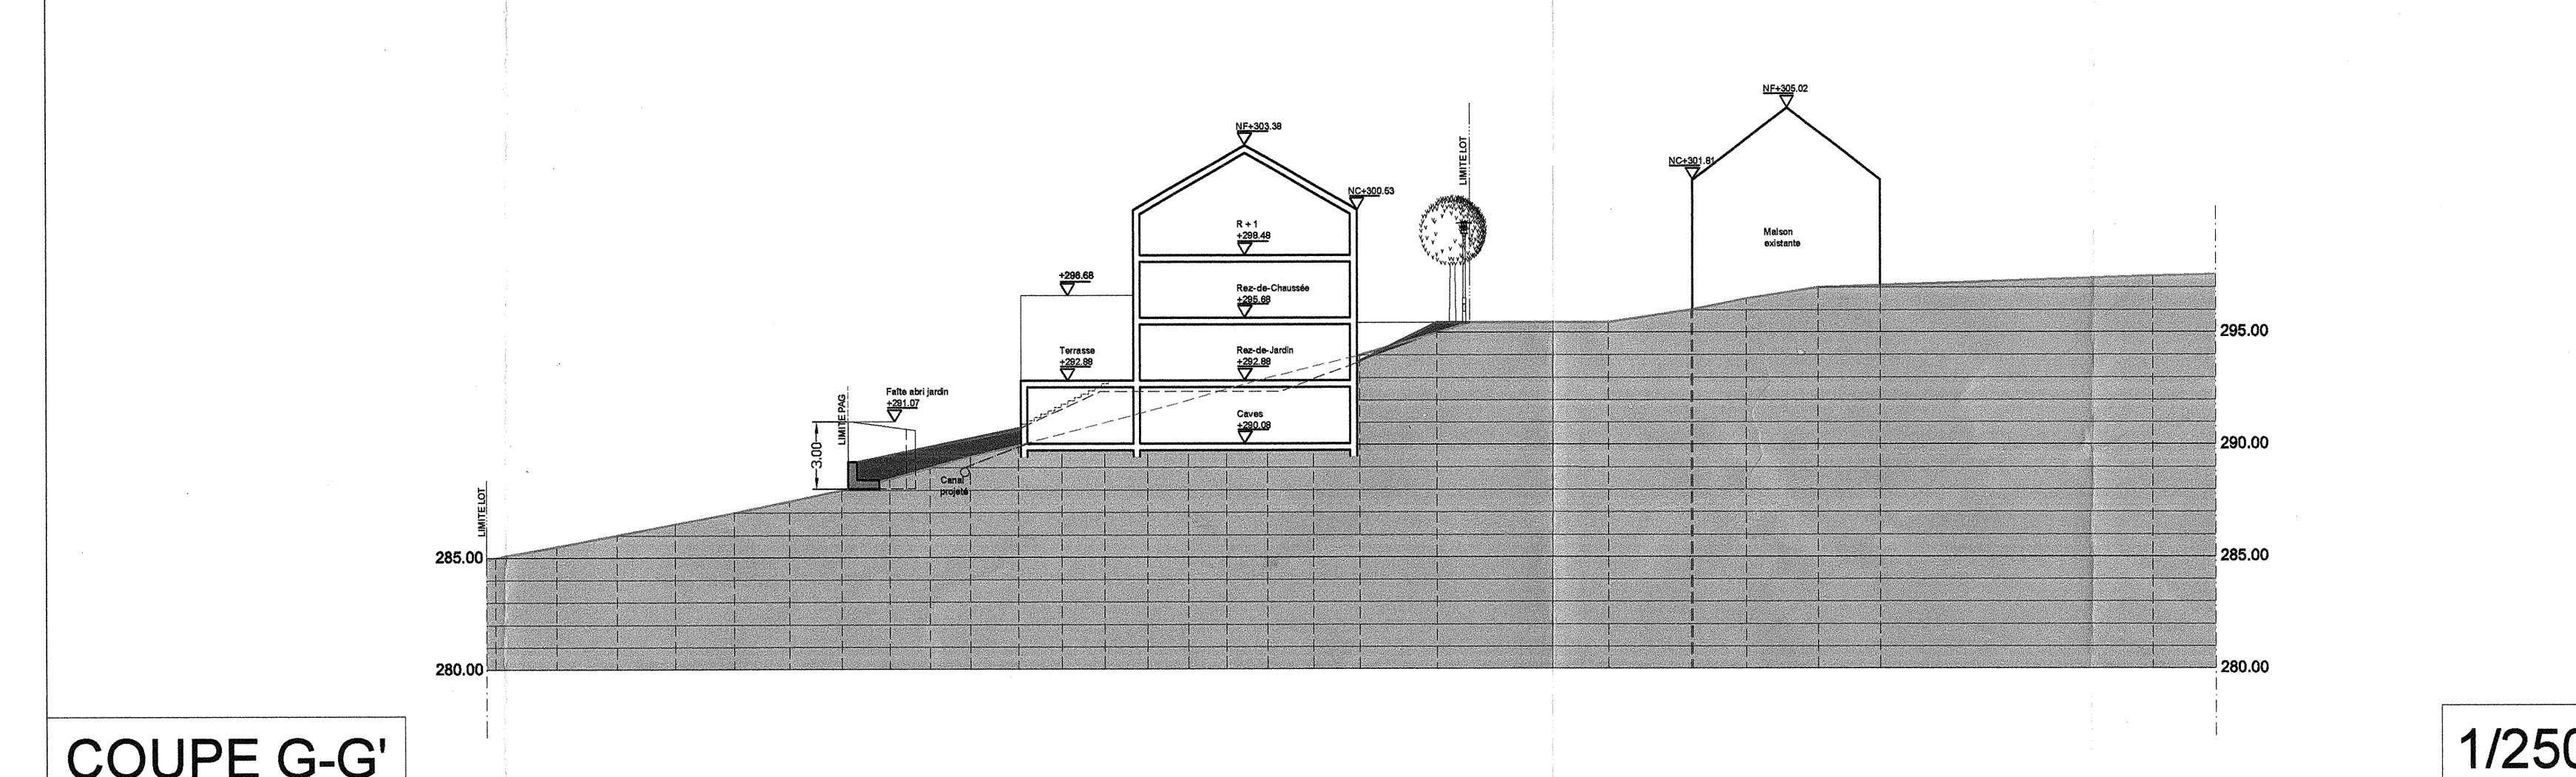 NF+305.02
NF+303.38
LIMITE LOT
NC+301.81
NC+300.53
R + 1
+298.48
Maison
existante
+296.68
Rez-de-Chaussée
+295.68
295.00
Terrasse
+292.88
Rez-de-Jardin
+292.88
Faîte abri jardin
+291.07
LIMITE PAG
3.00
Caves
+290.08
290.00
Canal
projeté
LIMITE LOT
285.00
285.00
280.00
280.00
COUPE G-G'
1/250